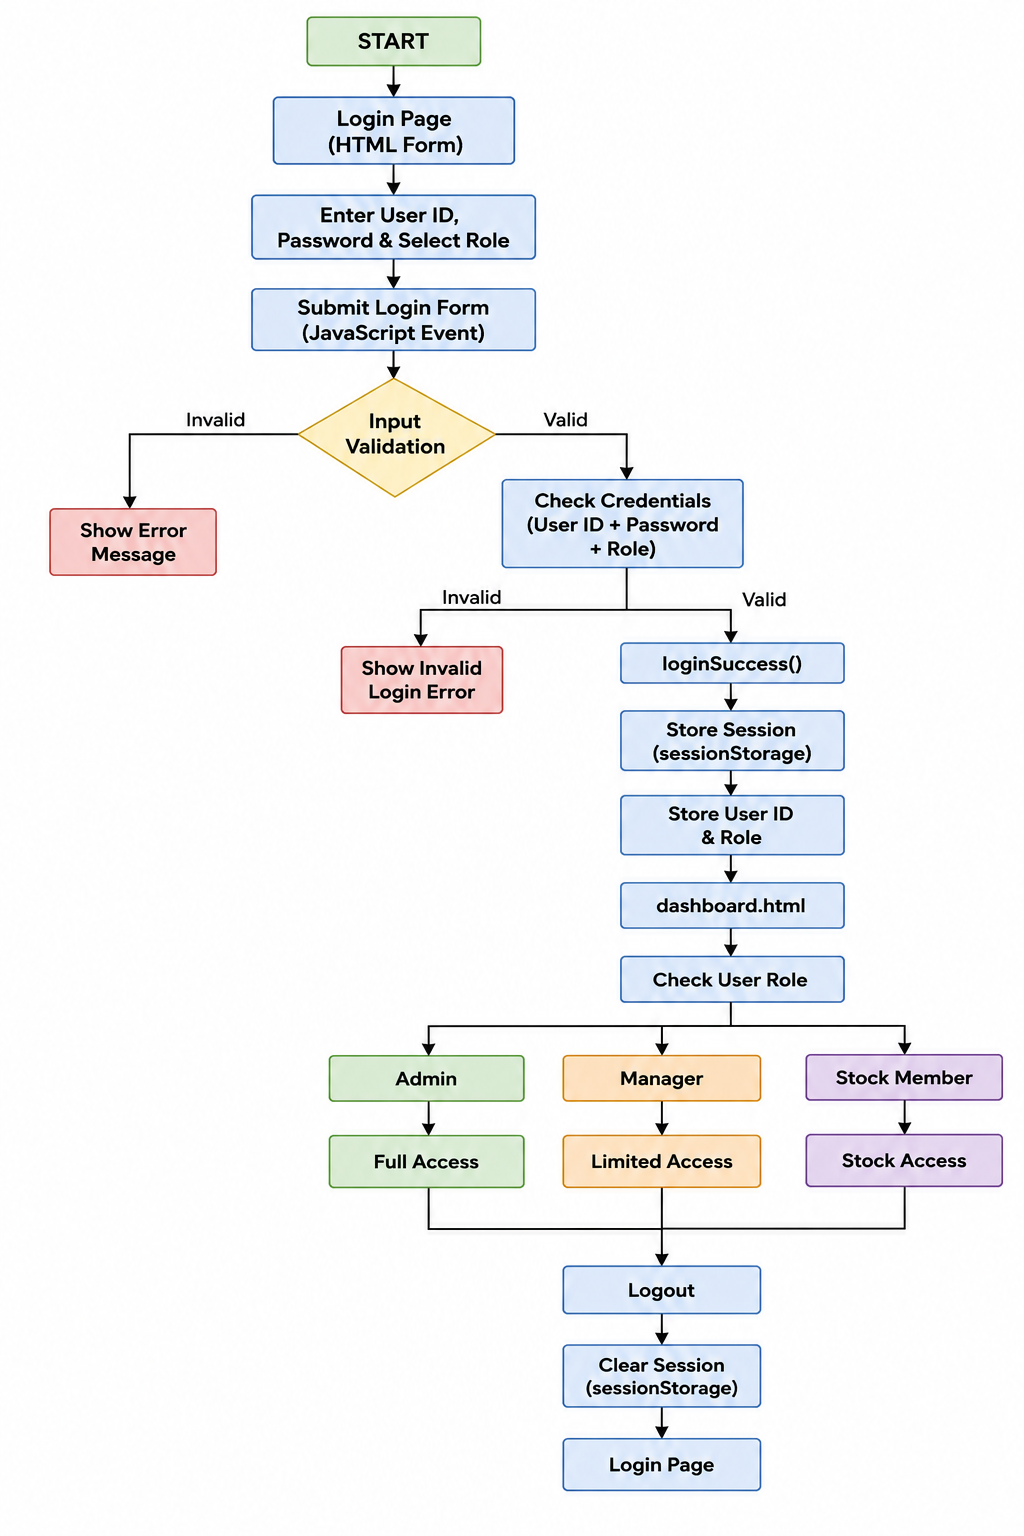 START
Login Page
(HTML Form)
Enter User ID,
Password & Select Role
Submit Login Form
(JavaScript Event)
Input
Validation
Invalid
Valid
Show Error
Message
Check Credentials
(User ID + Password
+ Role)
Invalid
Valid
Show Invalid
Login Error
loginSuccess()
Store Session
(sessionStorage)
Store User ID
& Role
dashboard.html
Check User Role
Admin
Manager
Stock Member
Full Access
Limited Access
Stock Access
Logout
Clear Session
(sessionStorage)
Login Page